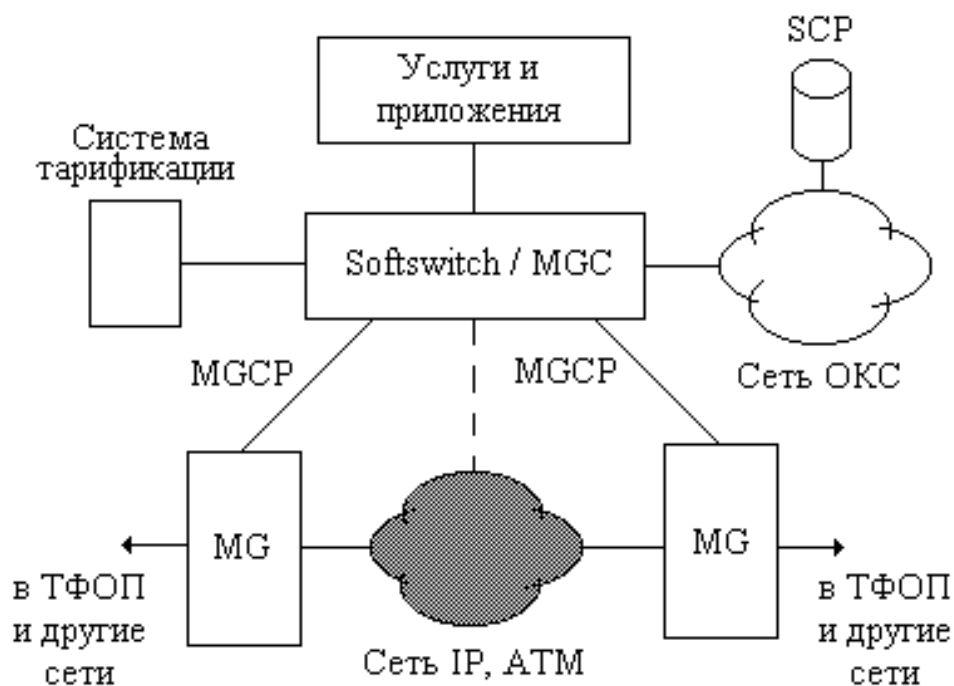 SCP
Услуги и
приложения
Система
тарификации
Softswitch / MGC
MGCP
MGCP
Сеть ОКС
MG
MG
в ТФОП
и другие
сети
Сеть IP, ATM
в ТФОП
и другие
сети